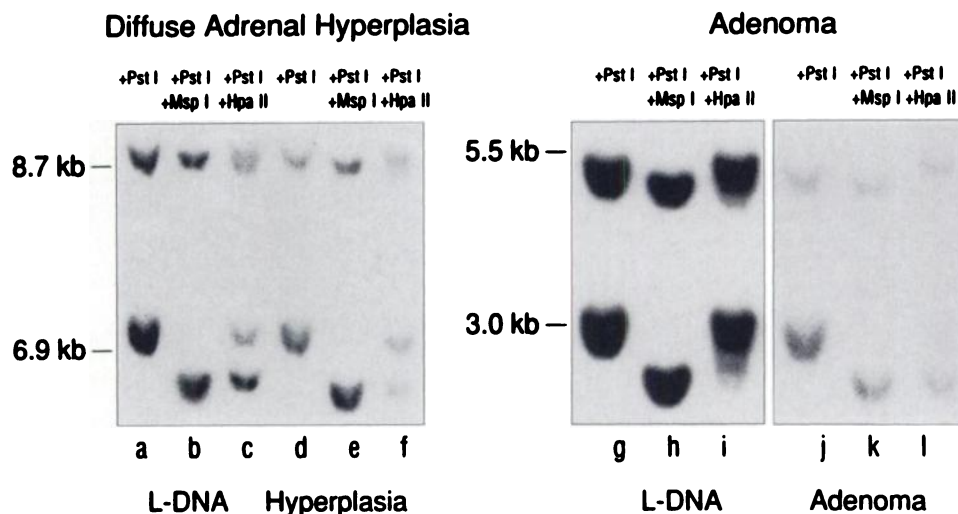 Diffuse Adrenal Hyperplasia
Adenoma
+Pst I +Pst I +Pst I +Pst I +Pst I +Pst I
+Msp I +Hpa II +Msp I +Hpa II
+Pst I +Pst I +Pst I +Pst I +Pst I +Pst I
+Msp I +Hpa II +Msp I +Hpa II
8.7 kb
6.9 kb
5.5 kb
3.0 kb
a b c d e f
g h i j k l
L-DNA Hyperplasia
L-DNA Adenoma